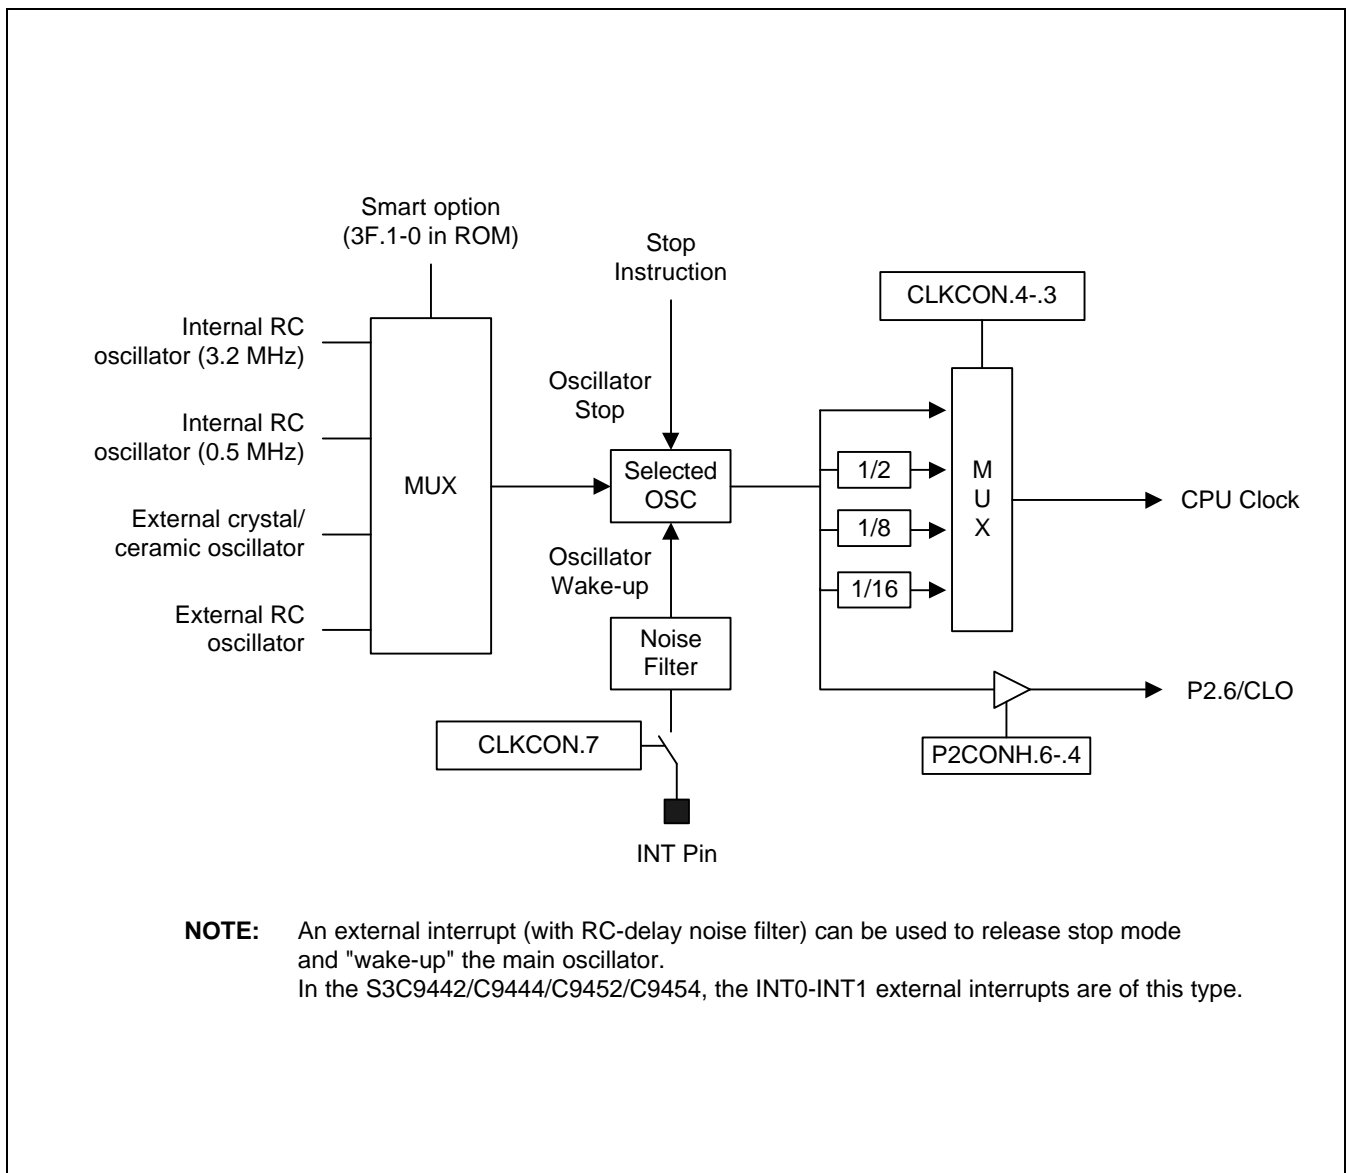 Smart option
(3F.1-0 in ROM)
Stop
Instruction
CLKCON.4-.3
Internal RC
oscillator (3.2 MHz)
Oscillator
Stop
Internal RC
oscillator (0.5 MHz)
MUX
Selected
OSC
1/2
M
U
X
CPU Clock
External crystal/
ceramic oscillator
1/8
Oscillator
Wake-up
1/16
External RC
oscillator
Noise
Filter
P2.6/CLO
CLKCON.7
P2CONH.6-.4
INT Pin
NOTE: An external interrupt (with RC-delay noise filter) can be used to release stop mode
and "wake-up" the main oscillator.
In the S3C9442/C9444/C9452/C9454, the INT0-INT1 external interrupts are of this type.